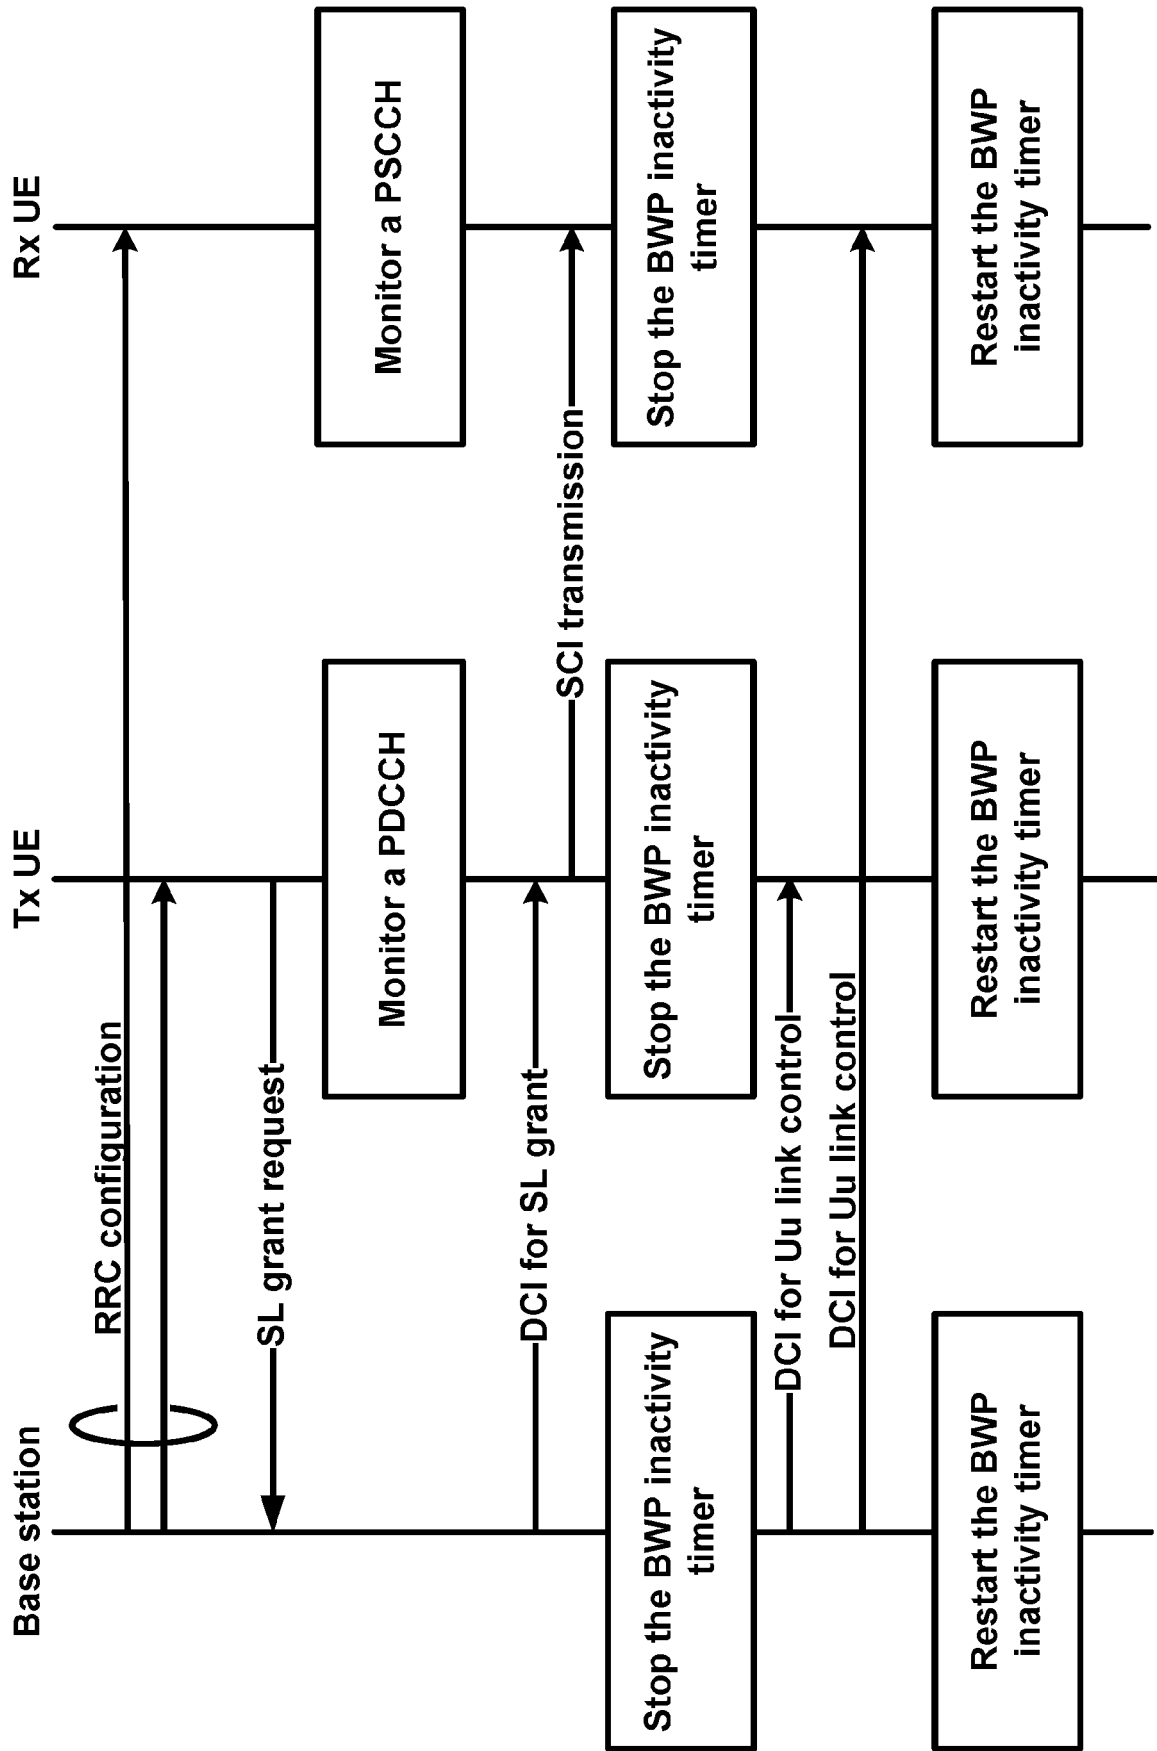 Base station
Tx UE
Rx UE
RRC configuration
SL grant request
Monitor a PDCCH
Monitor a PSCCH
DCI for SL grant
SCI transmission
Stop the BWP inactivity
timer
Stop the BWP inactivity
timer
Stop the BWP inactivity
timer
DCI for Uu link control
DCI for Uu link control
Restart the BWP
inactivity timer
Restart the BWP
inactivity timer
Restart the BWP
inactivity timer